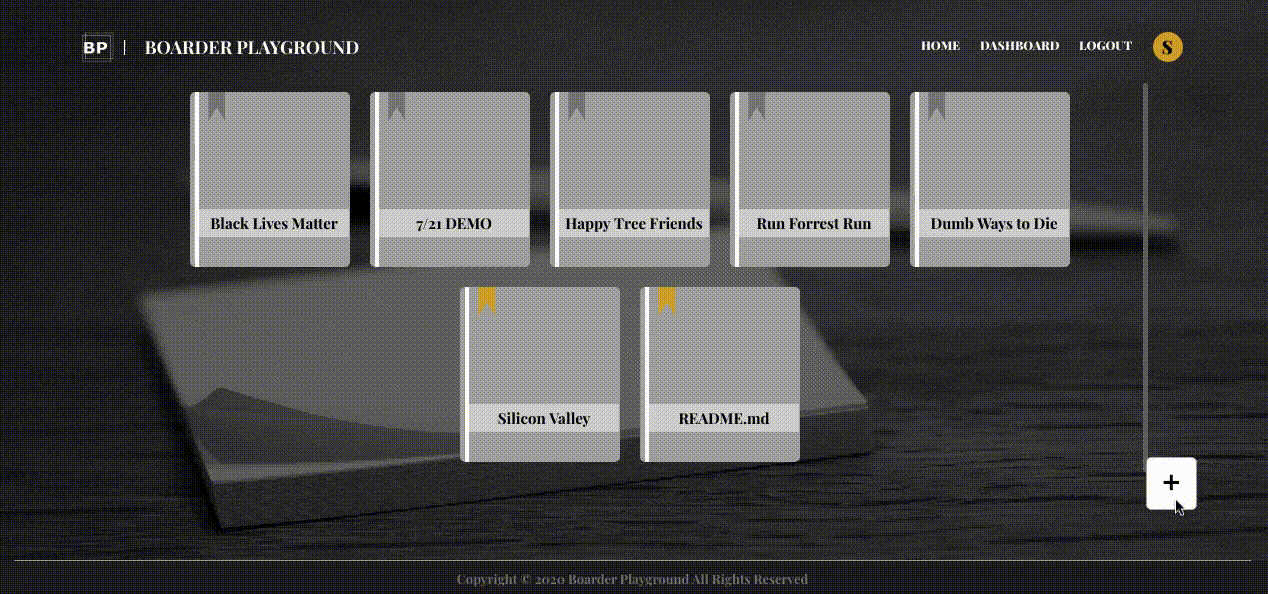 BP | BOARDER PLAYGROUND
HOME DASHBOARD LOGOUT S
Black Lives Matter
7/21 DEMO
Happy Tree Friends
Run Forrest Run
Dumb Ways to Die
Silicon Valley
README.md
+
Copyright © 2020 Boarder Playground All Rights Reserved